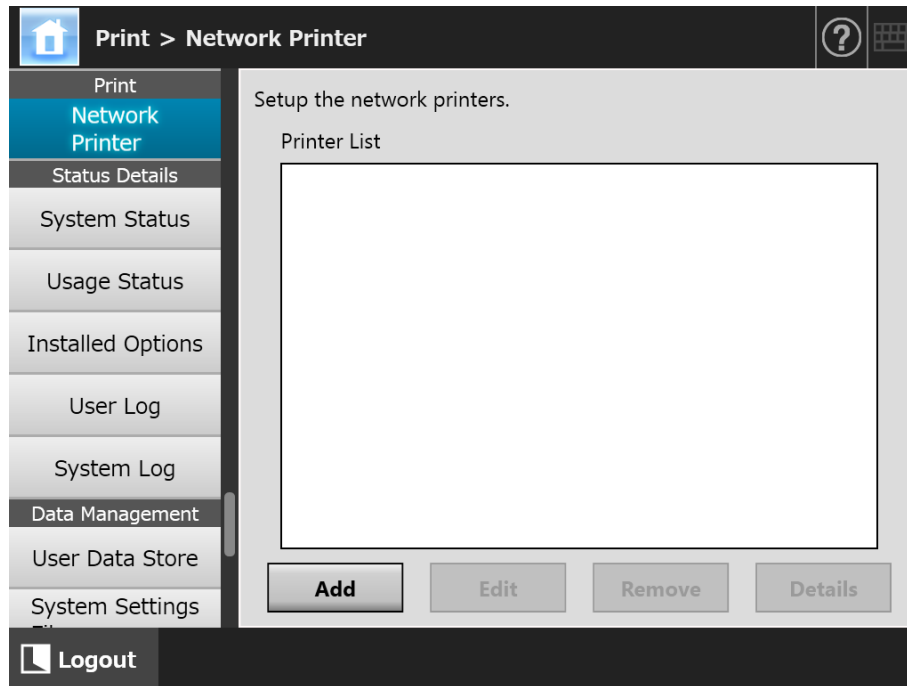 Print > Network Printer
?
Print
Network
Printer
Status Details
System Status
Usage Status
Installed Options
User Log
System Log
Data Management
User Data Store
System Settings
Setup the network printers.
Printer List
Add
Edit
Remove
Details
Logout